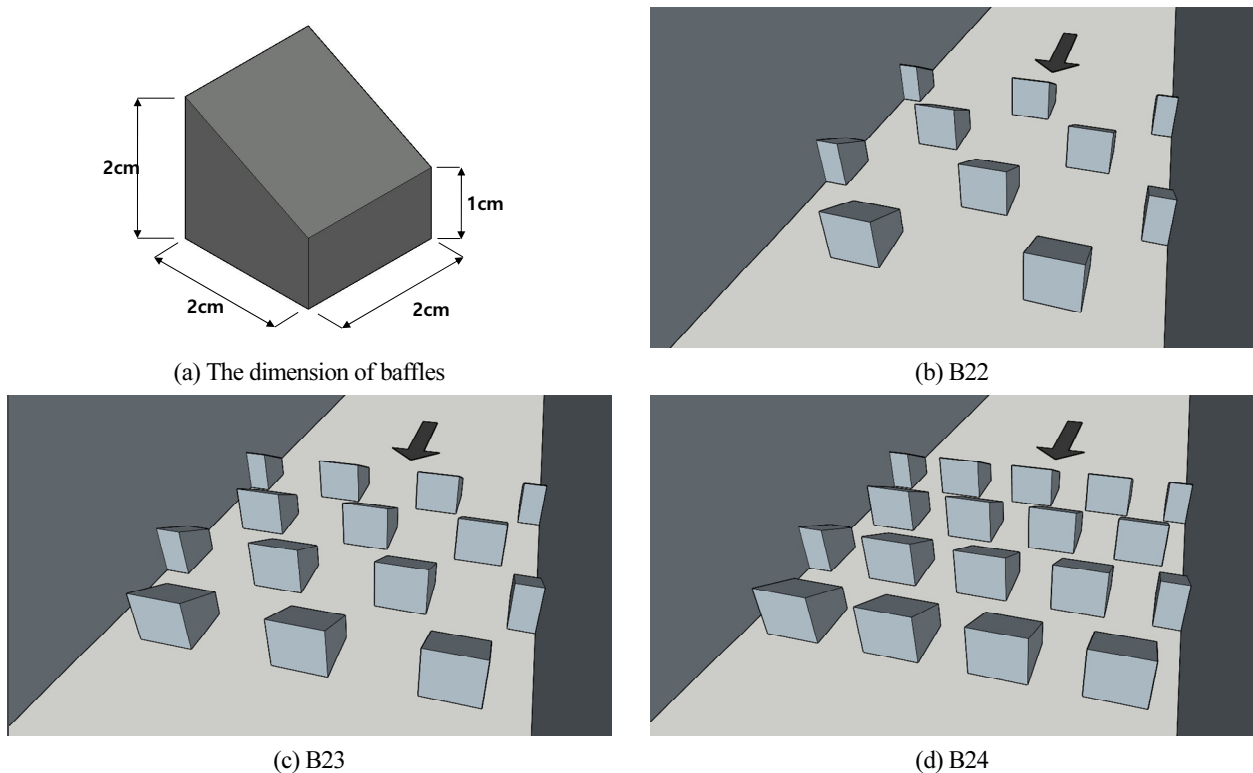 2cm
1cm
2cm
2cm
(a) The dimension of baffles
(b) B22
(c) B23
(d) B24